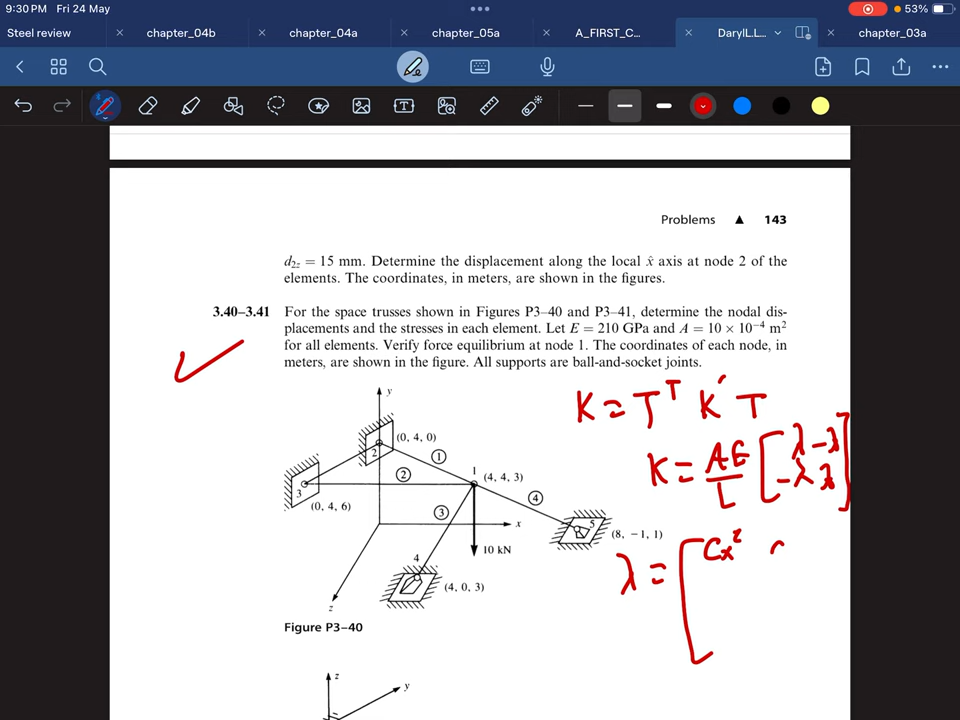 9:30 PM Fri 24 May
53%
Steel review
chapter_04b
chapter_04a
chapter_05a
A_FIRST_C...
DarylL.L...
chapter_03a
Problems ▲ 143
d₂z = 15 mm. Determine the displacement along the local x̂ axis at node 2 of the
elements. The coordinates, in meters, are shown in the figures.
3.40–3.41 For the space trusses shown in Figures P3–40 and P3–41, determine the nodal dis-
placements and the stresses in each element. Let E = 210 GPa and A = 10 × 10⁻⁴ m²
for all elements. Verify force equilibrium at node 1. The coordinates of each node, in
meters, are shown in the figure. All supports are ball-and-socket joints.
K = Tᵀ K' T
K = AE/L [λ -λ
-λ λ]
λ = [Cx² C
y
(0, 4, 0)
2
1
1
(4, 4, 3)
2
3
(0, 4, 6)
3
4
x
5
(8, −1, 1)
10 kN
4
(4, 0, 3)
z
Figure P3–40
z
y